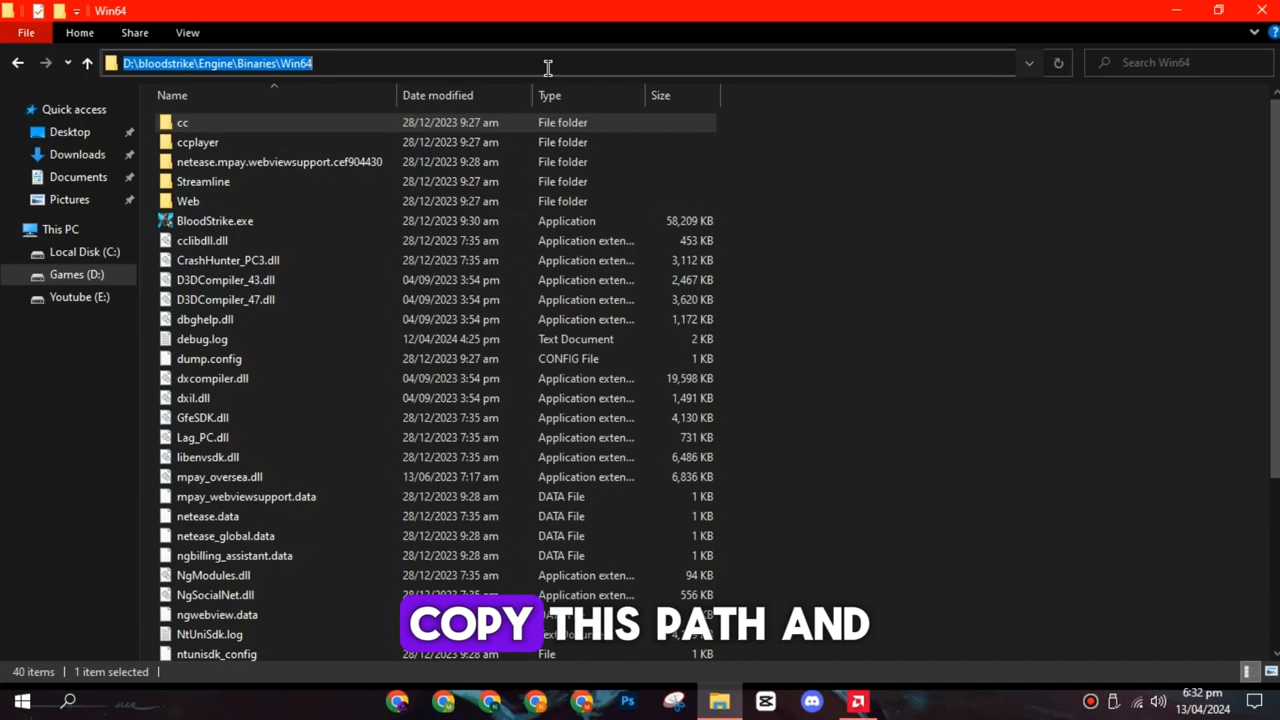 Win64
File Home Share View
D:\bloodstrike\Engine\Binaries\Win64
Search Win64
Name Date modified Type Size
Quick access
Desktop
Downloads
Documents
Pictures
This PC
Local Disk (C:)
Games (D:)
Youtube (E:)
cc 28/12/2023 9:27 am File folder
ccplayer 28/12/2023 9:27 am File folder
netease.mpay.webviewsupport.cef904430 28/12/2023 9:28 am File folder
Streamline 28/12/2023 9:27 am File folder
Web 28/12/2023 9:27 am File folder
BloodStrike.exe 28/12/2023 9:30 am Application 58,209 KB
cclibdll.dll 28/12/2023 7:35 am Application exten... 453 KB
CrashHunter_PC3.dll 28/12/2023 7:35 am Application exten... 3,112 KB
D3DCompiler_43.dll 04/09/2023 3:54 pm Application exten... 2,467 KB
D3DCompiler_47.dll 04/09/2023 3:54 pm Application exten... 3,620 KB
dbghelp.dll 04/09/2023 3:54 pm Application exten... 1,172 KB
debug.log 12/04/2024 4:25 pm Text Document 2 KB
dump.config 28/12/2023 9:27 am CONFIG File 1 KB
dxcompiler.dll 04/09/2023 3:54 pm Application exten... 19,598 KB
dxil.dll 04/09/2023 3:54 pm Application exten... 1,491 KB
GfeSDK.dll 28/12/2023 7:35 am Application exten... 4,130 KB
Lag_PC.dll 28/12/2023 7:35 am Application exten... 731 KB
libenvsdk.dll 28/12/2023 7:35 am Application exten... 6,486 KB
mpay_oversea.dll 13/06/2023 7:17 am Application exten... 6,836 KB
mpay_webviewsupport.data 28/12/2023 9:28 am DATA File 1 KB
netease.data 28/12/2023 7:35 am DATA File 1 KB
netease_global.data 28/12/2023 9:28 am DATA File 1 KB
ngbilling_assistant.data 28/12/2023 9:28 am DATA File 1 KB
NgModules.dll 28/12/2023 7:35 am Application exten... 94 KB
NgSocialNet.dll 28/12/2023 7:35 am Application exten... 556 KB
ngwebview.data 1 KB
NtUniSdk.log
ntunisdk_config File 1 KB
COPY THIS PATH AND
40 items 1 item selected
Ps
6:32 pm
13/04/2024